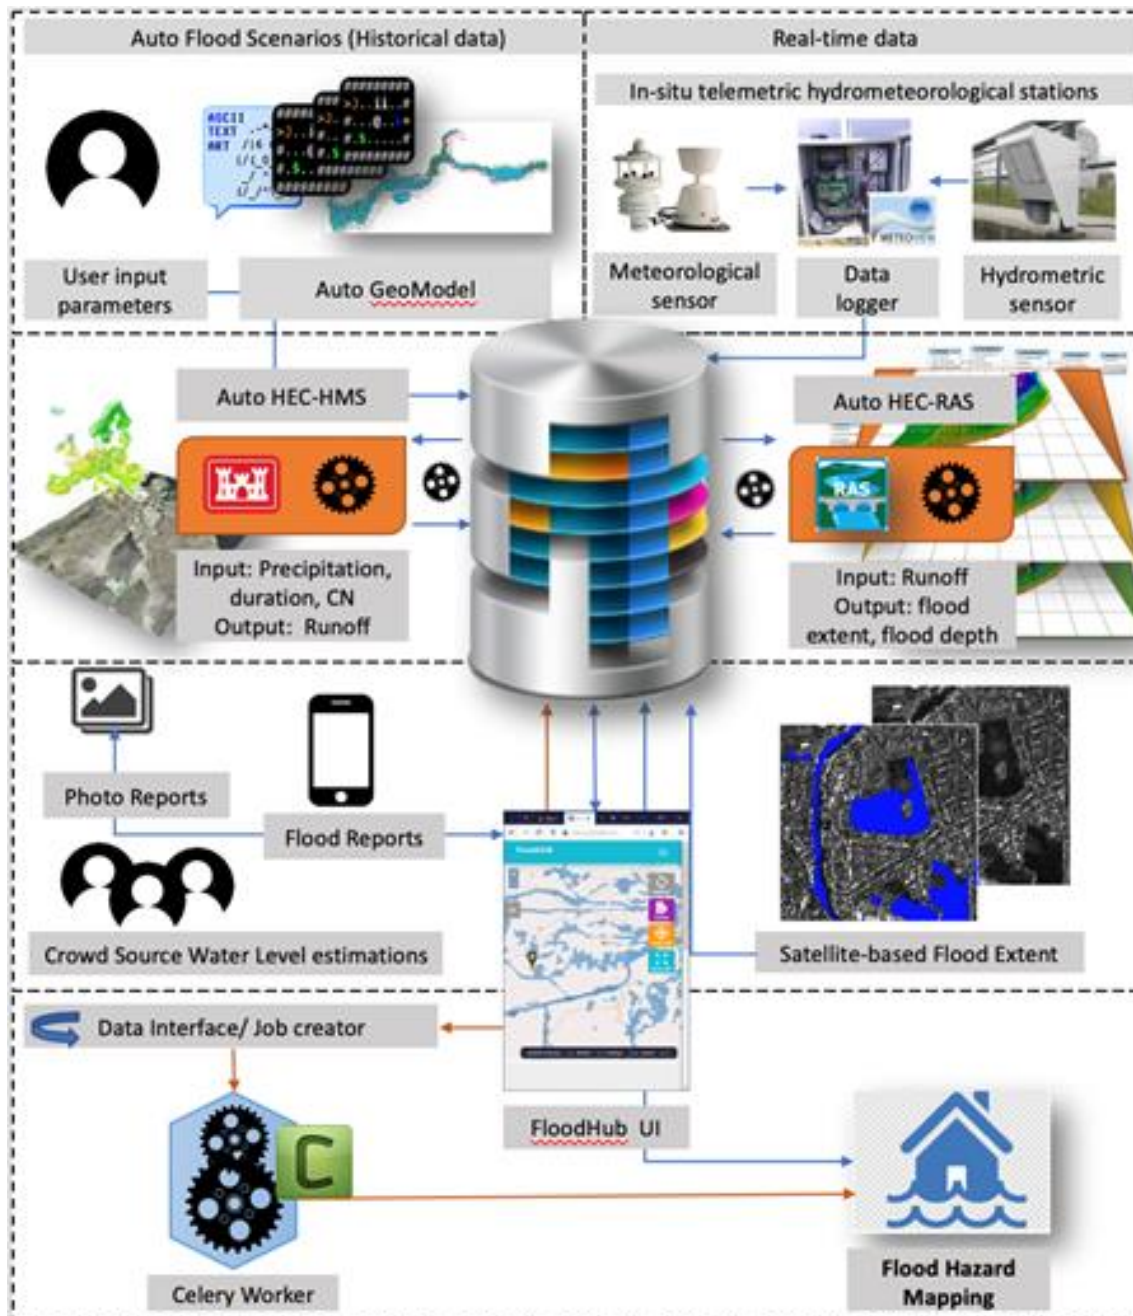 Auto Flood Scenarios (Historical data)
Real-time data
In-situ telemetric hydrometeorological stations
ASCII
TEXT
ART
User input
parameters
Auto GeoModel
Meteorological
sensor
Data
logger
Hydrometric
sensor
Auto HEC-HMS
Auto HEC-RAS
RAS
Input: Precipitation,
duration, CN
Output: Runoff
Input: Runoff
Output: flood
extent, flood depth
Photo Reports
Flood Reports
Crowd Source Water Level estimations
Satellite-based Flood Extent
Data Interface/ Job creator
FloodHub UI
C
Celery Worker
Flood Hazard
Mapping